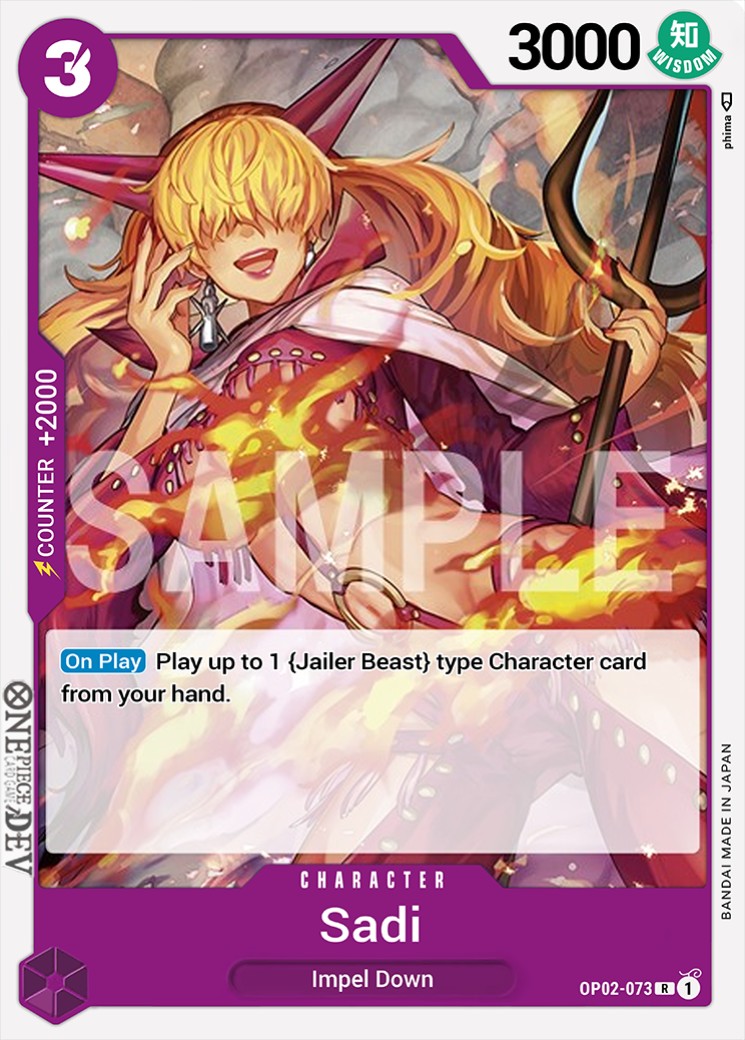 3
3000
知
WISDOM
phima
COUNTER +2000
SAMPLE
On Play Play up to 1 {Jailer Beast} type Character card
from your hand.
ONE PIECE
CARD GAME
.DEV
BANDAI MADE IN JAPAN
CHARACTER
Sadi
Impel Down
OP02-073 R 1